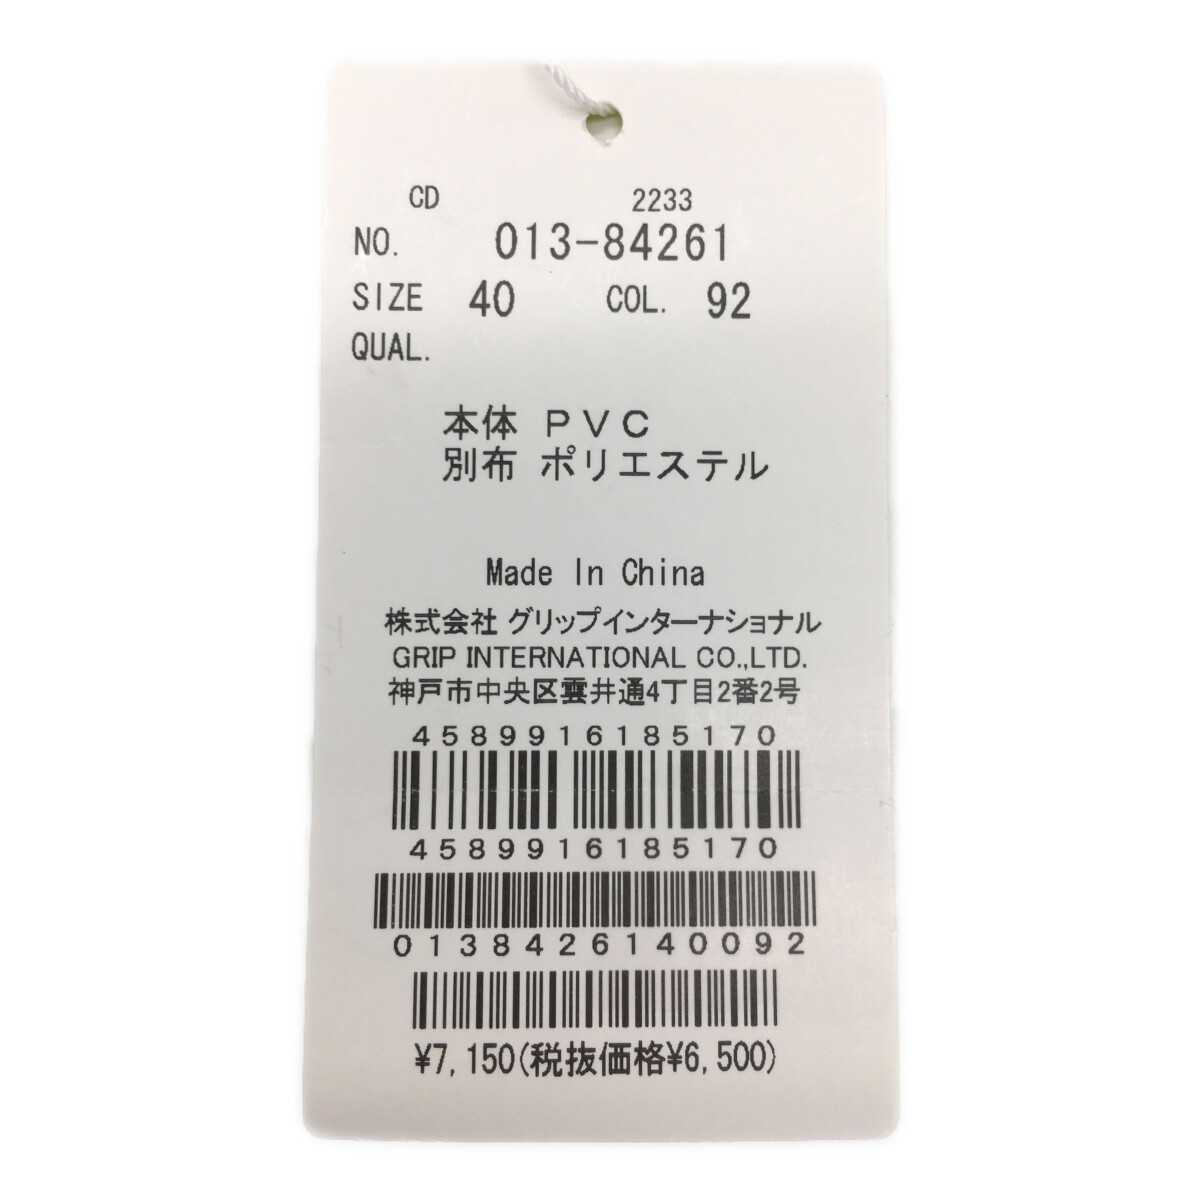 CD 2233
NO. 013-84261
SIZE 40 COL. 92
QUAL.
本体 PVC
別布 ポリエステル
Made In China
株式会社 グリップインターナショナル
GRIP INTERNATIONAL CO.,LTD.
神戸市中央区雲井通4丁目2番2号
4589916185170
4589916185170
0138426140092
¥7,150(税抜価格¥6,500)